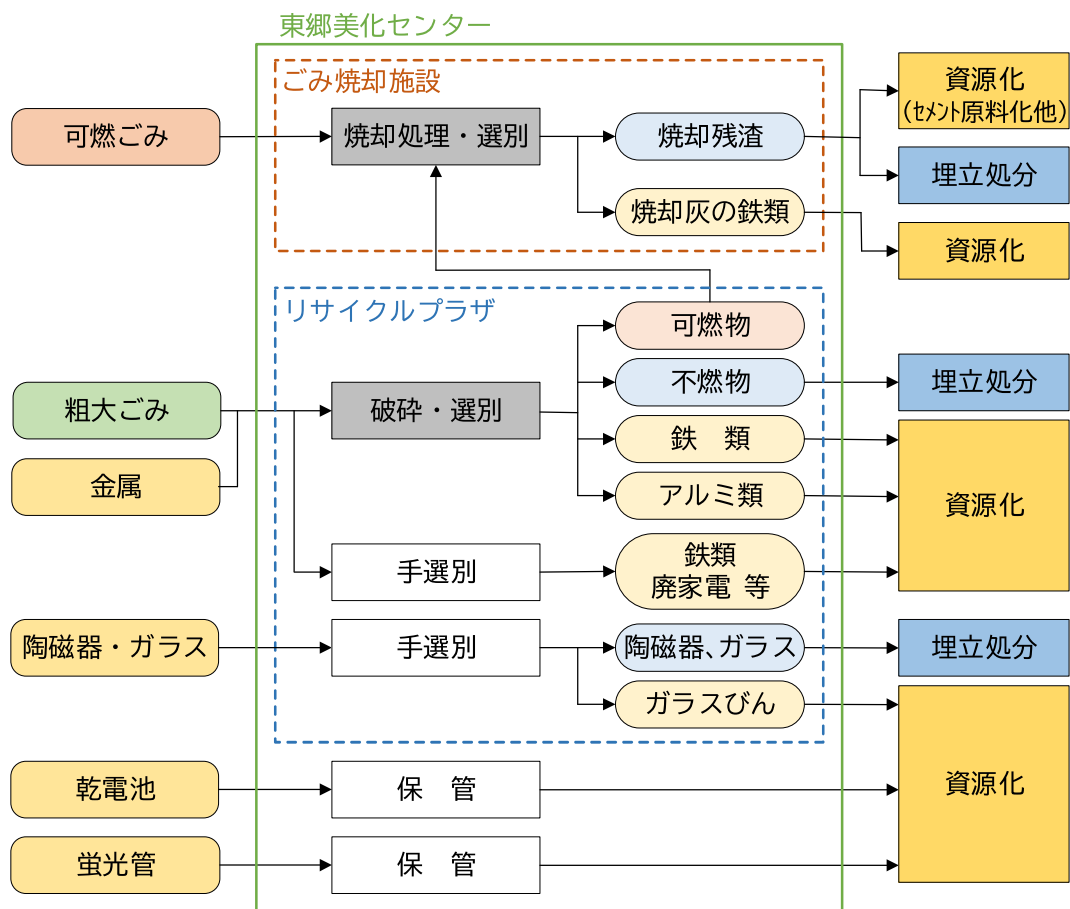 東郷美化センター
ごみ焼却施設
可燃ごみ
焼却処理・選別
焼却残渣
焼却灰の鉄類
資源化
(ｾﾒﾝﾄ原料化他)
埋立処分
資源化
リサイクルプラザ
粗大ごみ
金属
破砕・選別
可燃物
不燃物
鉄　類
アルミ類
手選別
鉄類
廃家電 等
埋立処分
資源化
陶磁器・ガラス
手選別
陶磁器､ガラス
ガラスびん
埋立処分
資源化
乾電池
保　管
蛍光管
保　管